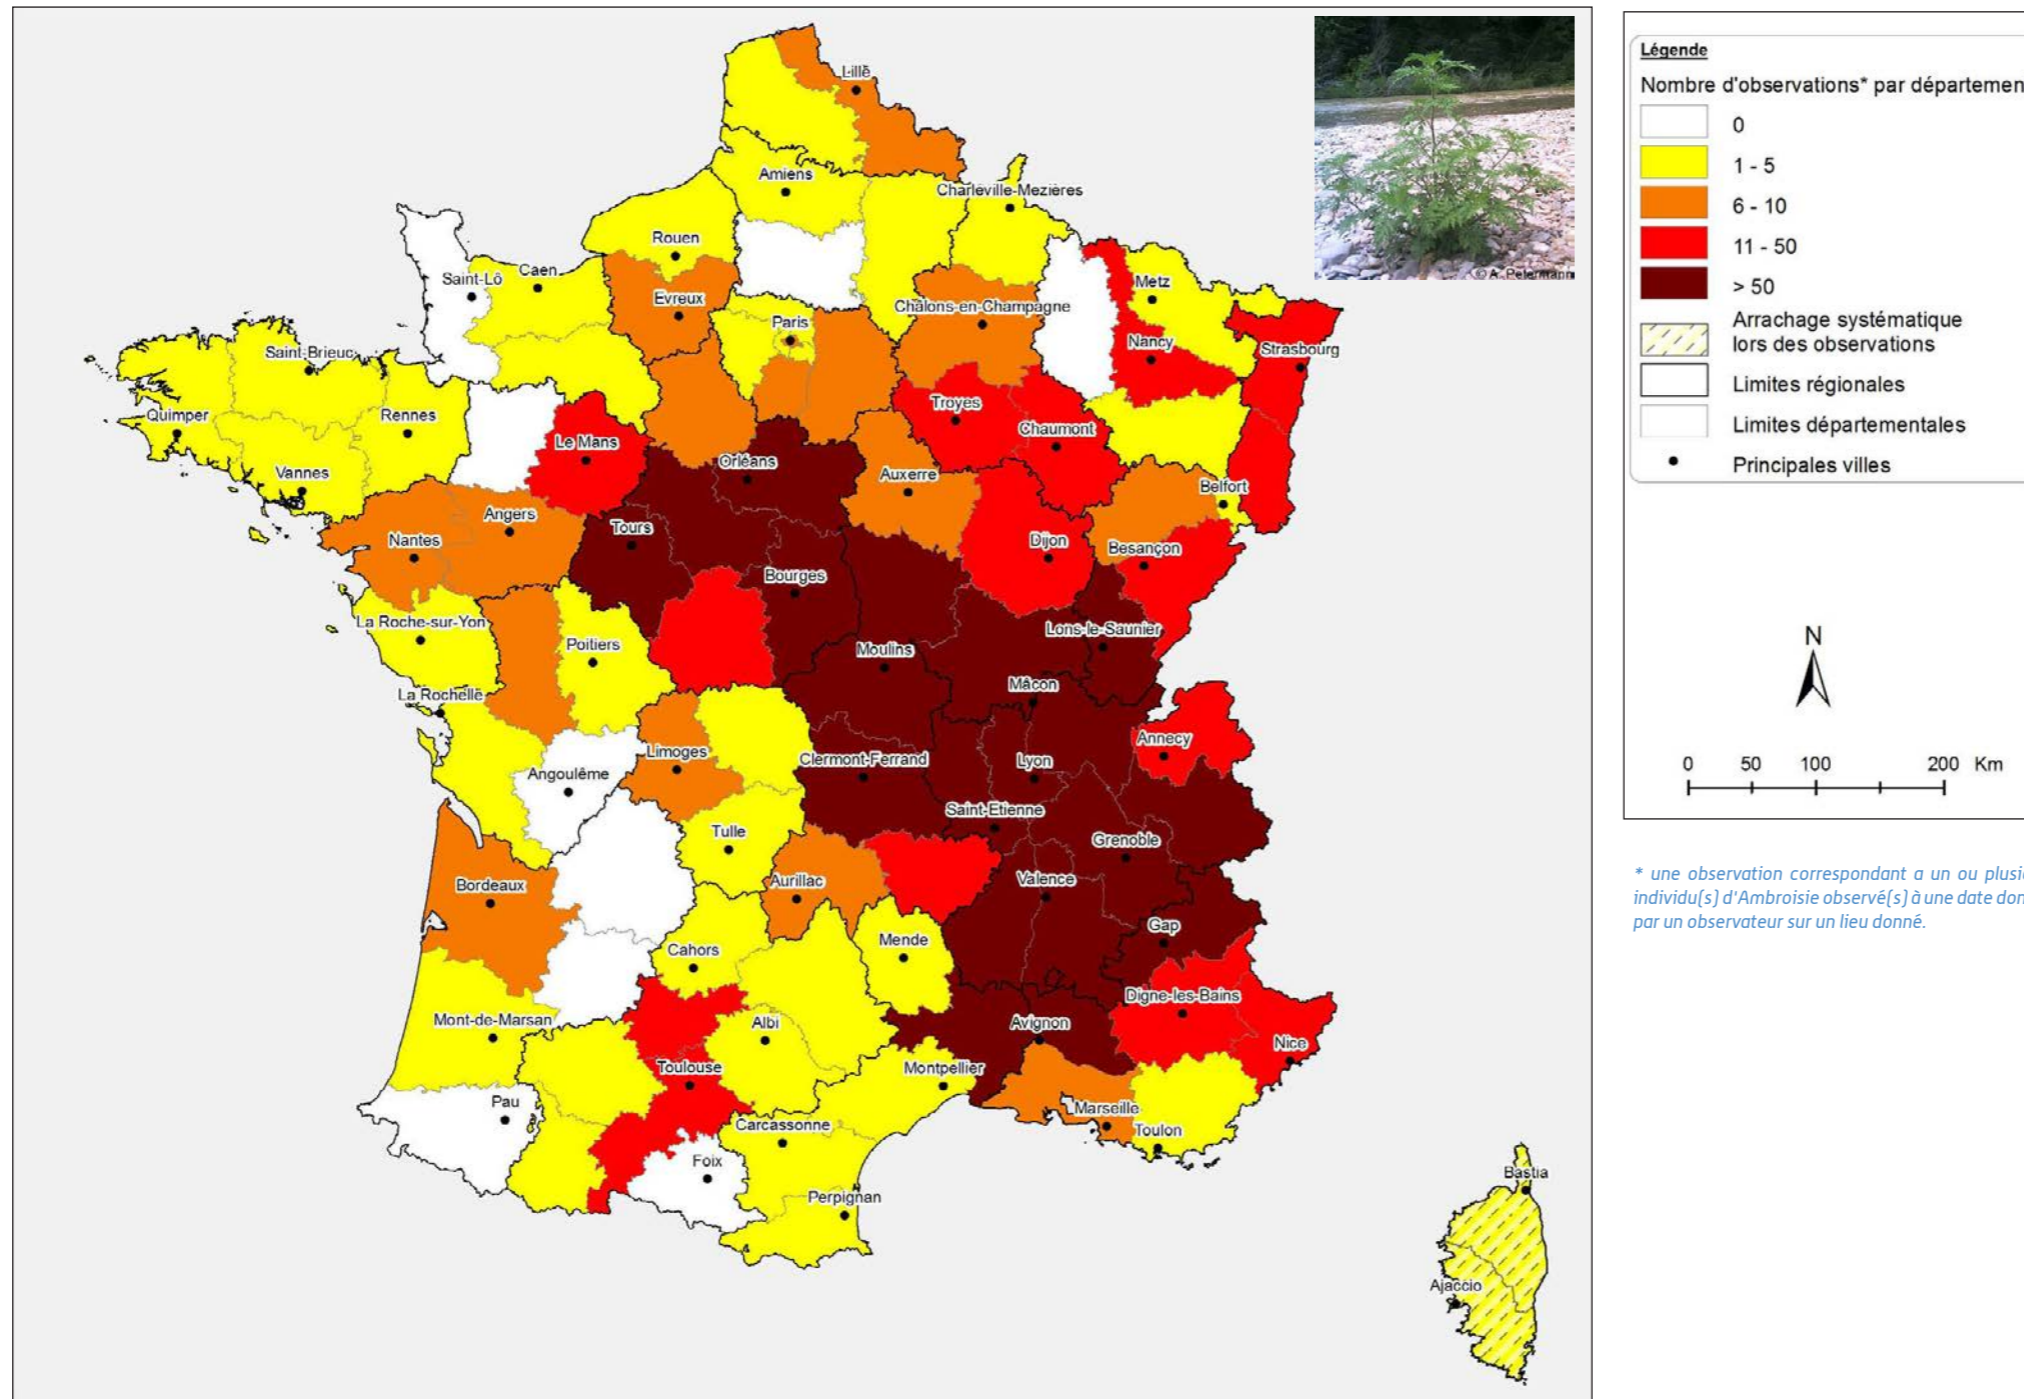 Lille
Amiens
Charleville-Mezières
Rouen
Saint-Lô
Caen
Evreux
Paris
Châlons-en-Champagne
Metz
Nancy
Strasbourg
Saint-Brieuc
Quimper
Rennes
Vannes
Le Mans
Troyes
Chaumont
Orléans
Auxerre
Belfort
Angers
Nantes
Tours
Bourges
Dijon
Besançon
La Roche-sur-Yon
Poitiers
Moulins
Lons-le-Saunier
Mâcon
La Rochelle
Limoges
Angoulême
Clermont-Ferrand
Lyon
Annecy
Saint-Etienne
Tulle
Grenoble
Bordeaux
Aurillac
Valence
Cahors
Mende
Gap
Mont-de-Marsan
Albi
Avignon
Digne-les-Bains
Nice
Toulouse
Montpellier
Pau
Carcassonne
Marseille
Toulon
Foix
Perpignan
Bastia
Ajaccio
© A. Petermann
Légende
Nombre d'observations* par départemen
0
1 - 5
6 - 10
11 - 50
> 50
Arrachage systématique
lors des observations
Limites régionales
Limites départementales
Principales villes
N
0 50 100 200 Km
* une observation correspondant a un ou plusie
individu(s) d'Ambroisie observé(s) à une date don
par un observateur sur un lieu donné.